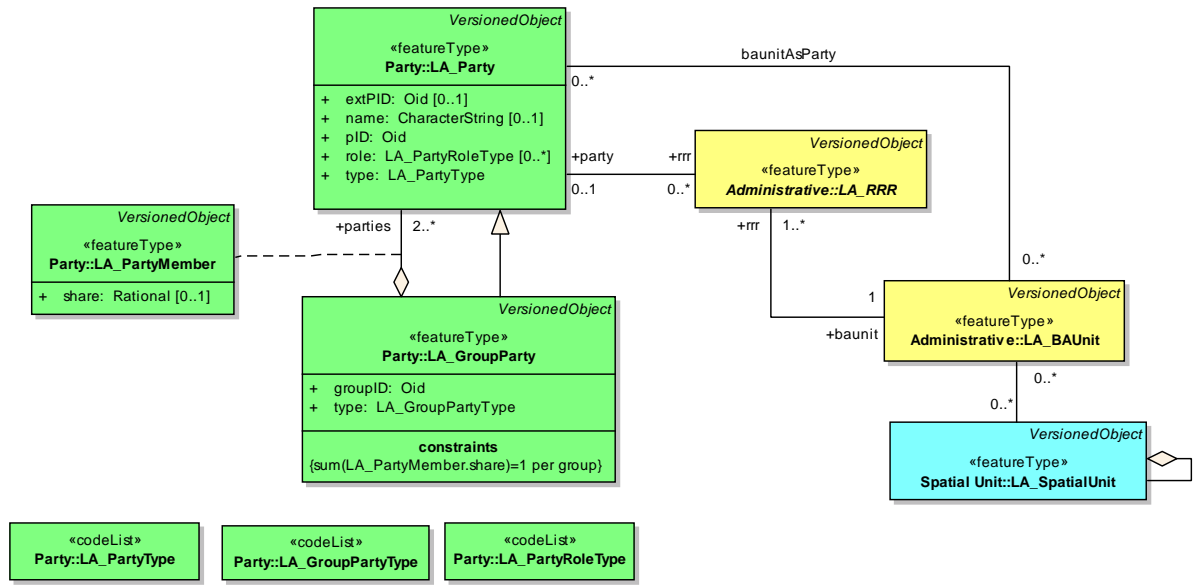 VersionedObject
«featureType»
Party::LA_Party
+ extPID: Oid [0..1]
+ name: CharacterString [0..1]
+ pID: Oid
+ role: LA_PartyRoleType [0..*]
+ type: LA_PartyType
baunitAsParty
0..*
0..*
+party
0..1
+rrr
0..*
VersionedObject
«featureType»
Administrative::LA_RRR
+rrr
1..*
1
+baunit
VersionedObject
«featureType»
Party::LA_PartyMember
+ share: Rational [0..1]
+parties
2..*
VersionedObject
«featureType»
Party::LA_GroupParty
+ groupID: Oid
+ type: LA_GroupPartyType
constraints
{sum(LA_PartyMember.share)=1 per group}
VersionedObject
«featureType»
Administrative::LA_BAUnit
0..*
0..*
VersionedObject
«featureType»
Spatial Unit::LA_SpatialUnit
«codeList»
Party::LA_PartyType
«codeList»
Party::LA_GroupPartyType
«codeList»
Party::LA_PartyRoleType